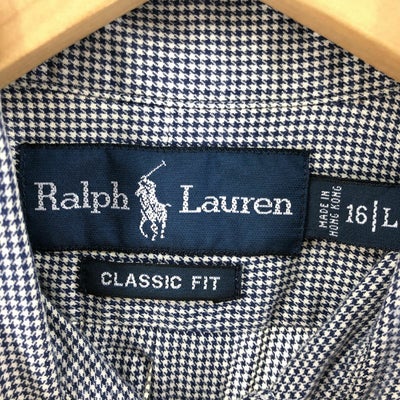 Ralph Lauren
MADE IN
HONG KONG
16 | L
CLASSIC FIT